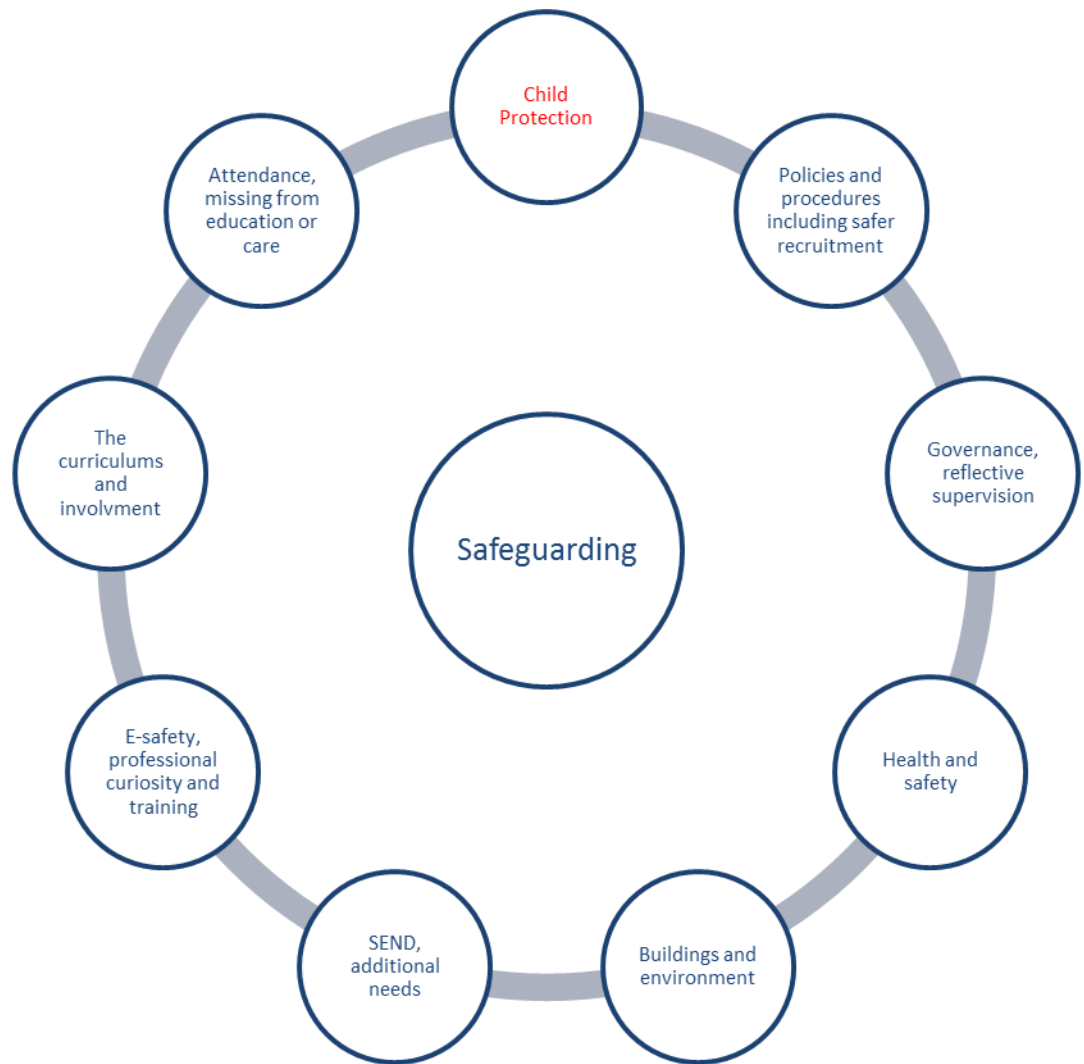 Child
Protection
Policies and
procedures
including safer
recruitment
Governance,
reflective
supervision
Health and
safety
Buildings and
environment
SEND,
additional
needs
E-safety,
professional
curiosity and
training
The
curriculums
and
involvment
Attendance,
missing from
education or
care
Safeguarding